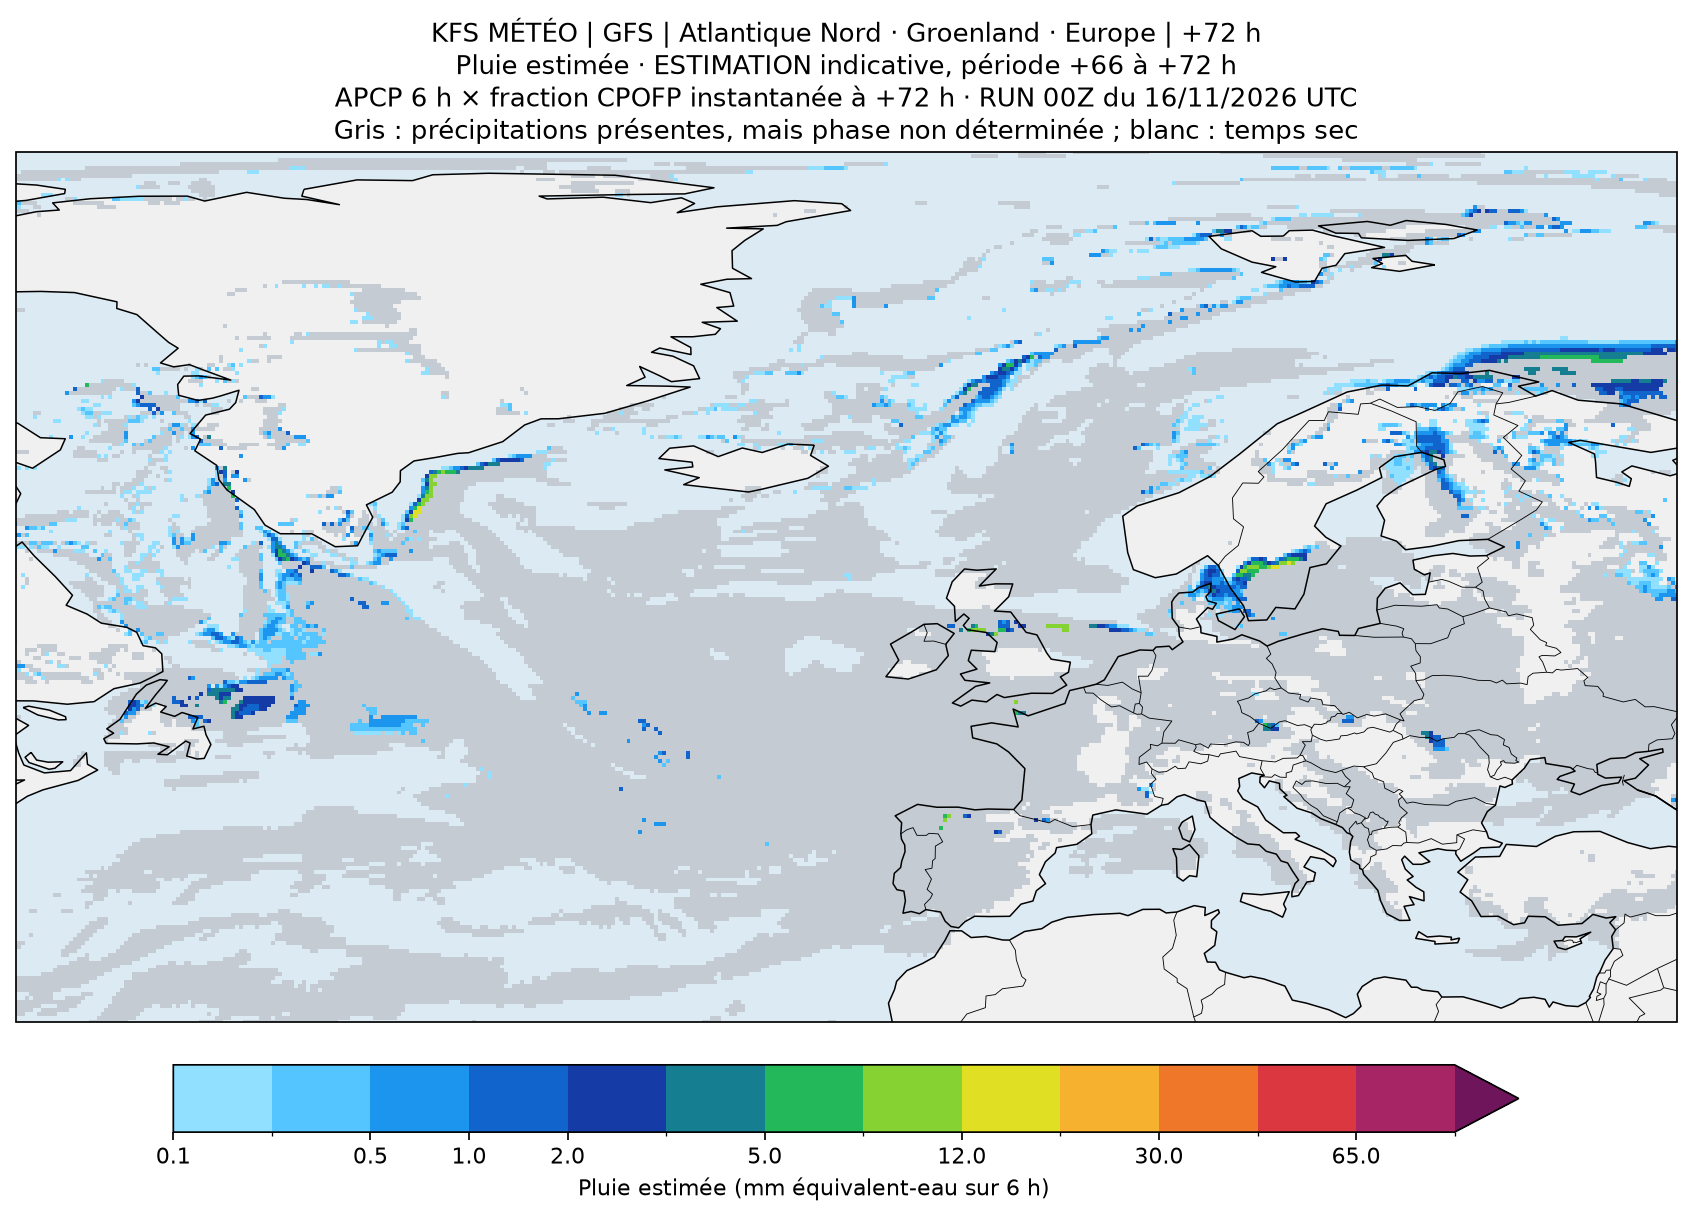 KFS MÉTÉO | GFS | Atlantique Nord · Groenland · Europe | +72 h
Pluie estimée · ESTIMATION indicative, période +66 à +72 h
APCP 6 h × fraction CPOFP instantanée à +72 h · RUN 00Z du 16/11/2026 UTC
Gris : précipitations présentes, mais phase non déterminée ; blanc : temps sec
0.1 0.5 1.0 2.0 5.0 12.0 30.0 65.0
Pluie estimée (mm équivalent-eau sur 6 h)